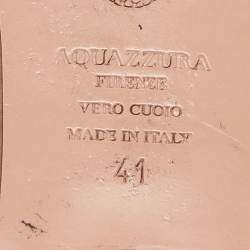 AQUAZZURA
FIRENZE
VERO CUOIO
MADE IN ITALY
41